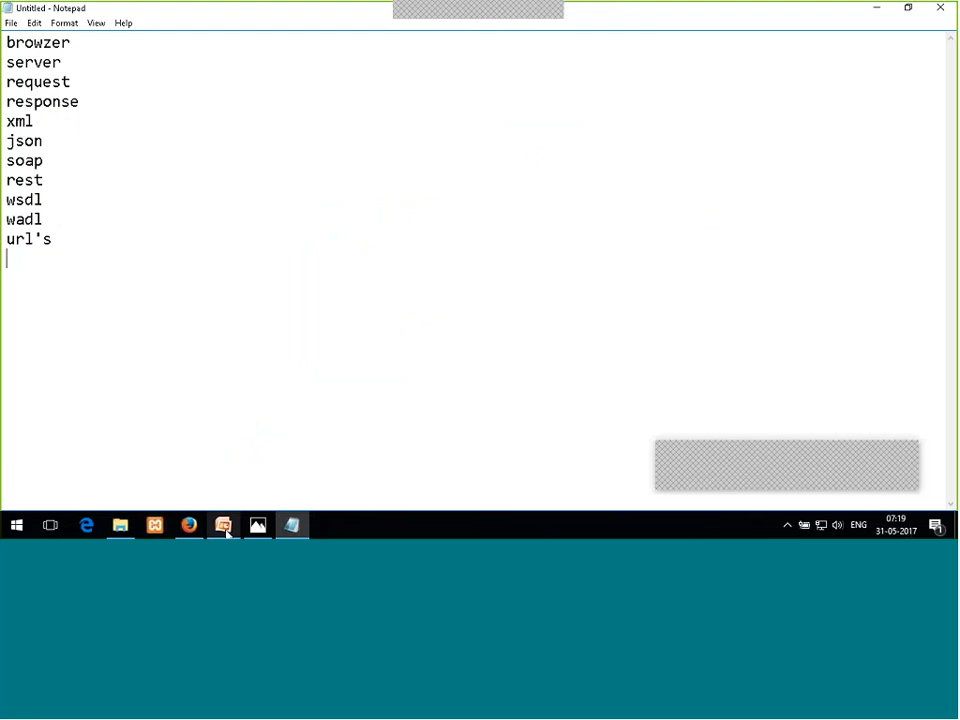 Untitled - Notepad
File Edit Format View Help
browzer
server
request
response
xml
json
soap
rest
wsdl
wadl
url's
ENG
07:19
31-05-2017
1